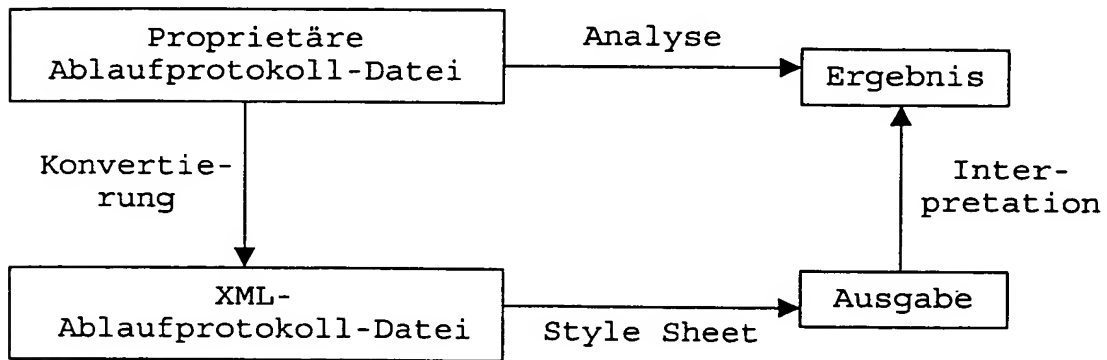 Proprietäre
Ablaufprotokoll-Datei
Analyse
Ergebnis
Konvertie-
rung
Inter-
pretation
XML-
Ablaufprotokoll-Datei
Style Sheet
Ausgabe